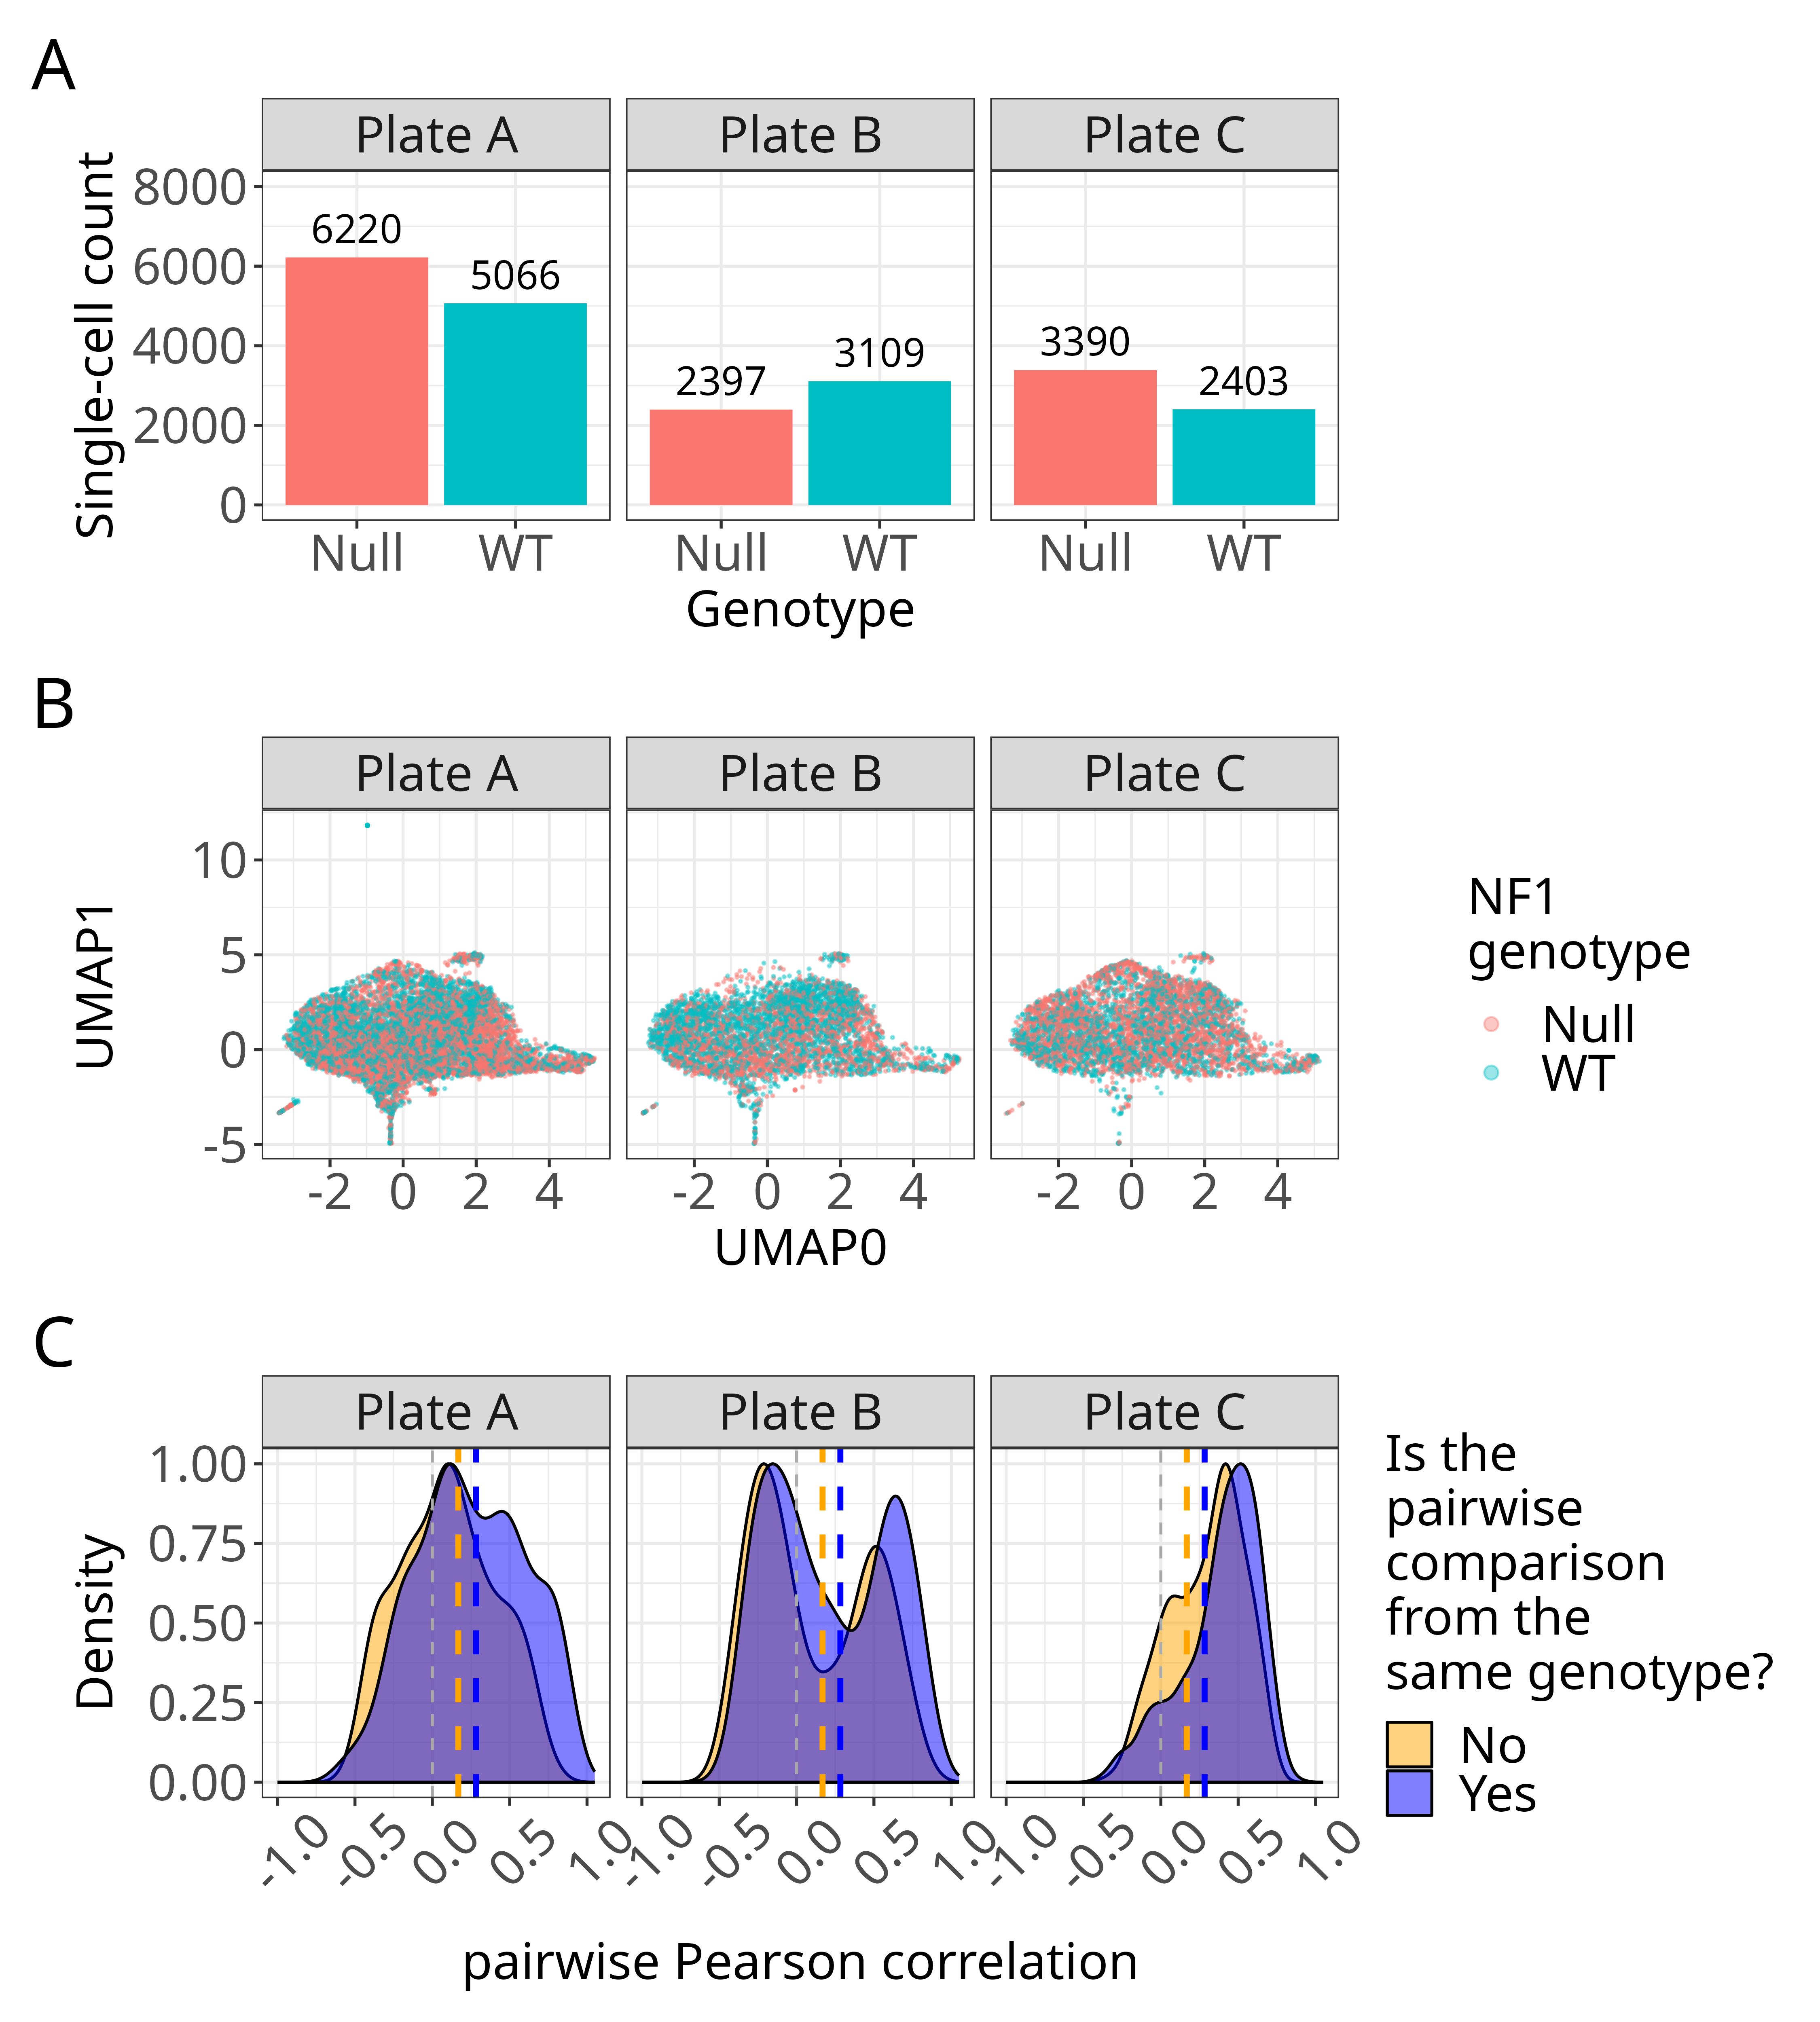 A
Plate A
Plate B
Plate C
Single-cell count
8000
6000
4000
2000
0
6220
5066
2397
3109
3390
2403
Null
WT
Null
WT
Null
WT
Genotype
B
Plate A
Plate B
Plate C
UMAP1
10
5
0
-5
-2
0
2
4
-2
0
2
4
-2
0
2
4
UMAP0
NF1
genotype
Null
WT
C
Plate A
Plate B
Plate C
Density
1.00
0.75
0.50
0.25
0.00
-1.0
-0.5
0.0
0.5
1.0
-1.0
-0.5
0.0
0.5
1.0
-1.0
-0.5
0.0
0.5
1.0
pairwise Pearson correlation
Is the
pairwise
comparison
from the
same genotype?
No
Yes